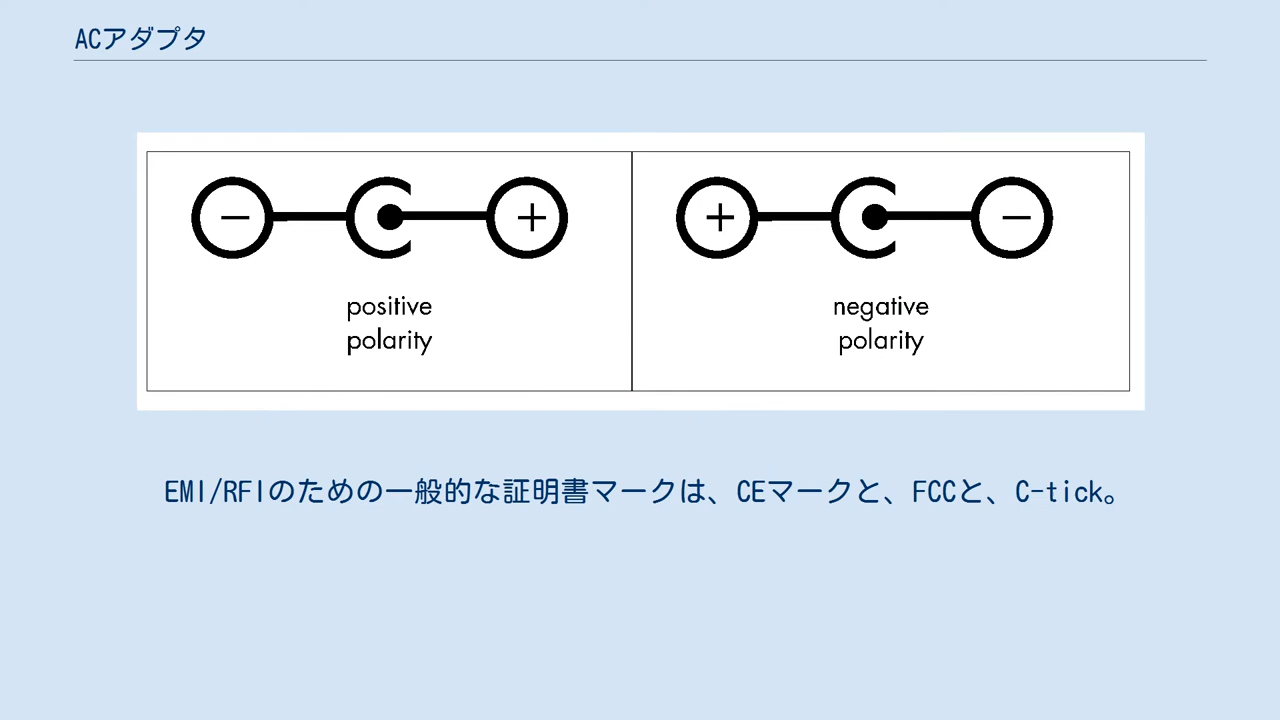 ACアダプタ
− +
+ −
positive
polarity
negative
polarity
EMI/RFIのための一般的な証明書マークは、CEマークと、FCCと、C-tick。